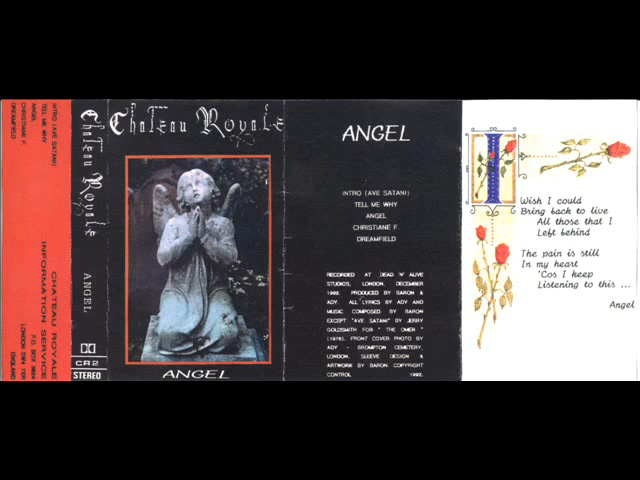 INTRO (AVE SATANI)
TELL ME WHY
ANGEL
CHRISTIANE F.
DREAMFIELD
CHATEAU ROYALE
INFORMATION SERVICE
P.O. BOX
LONDON
ENGLAND
Chateau Royale
ANGEL
CR2
STEREO
Chateau Royale
ANGEL
ANGEL
INTRO (AVE SATANI)
TELL ME WHY
ANGEL
CHRISTIANE F.
DREAMFIELD
RECORDED AT DEAD 'N' ALIVE
STUDIOS, LONDON, DECEMBER
1992. PRODUCED BY BARON &
ADY. ALL LYRICS BY ADY AND
MUSIC COMPOSED BY BARON
EXCEPT "AVE SATANI" BY JERRY
GOLDSMITH FOR " THE OMEN "
(1976). FRONT COVER PHOTO BY
ADY - BROMPTON CEMETERY,
LONDON. SLEEVE DESIGN &
ARTWORK BY BARON. COPYRIGHT
CONTROL 1992.
I
Wish I could
Bring back to live
All those that I
Left behind
The pain is still
In my heart
'Cos I keep
Listening to this ...
Angel